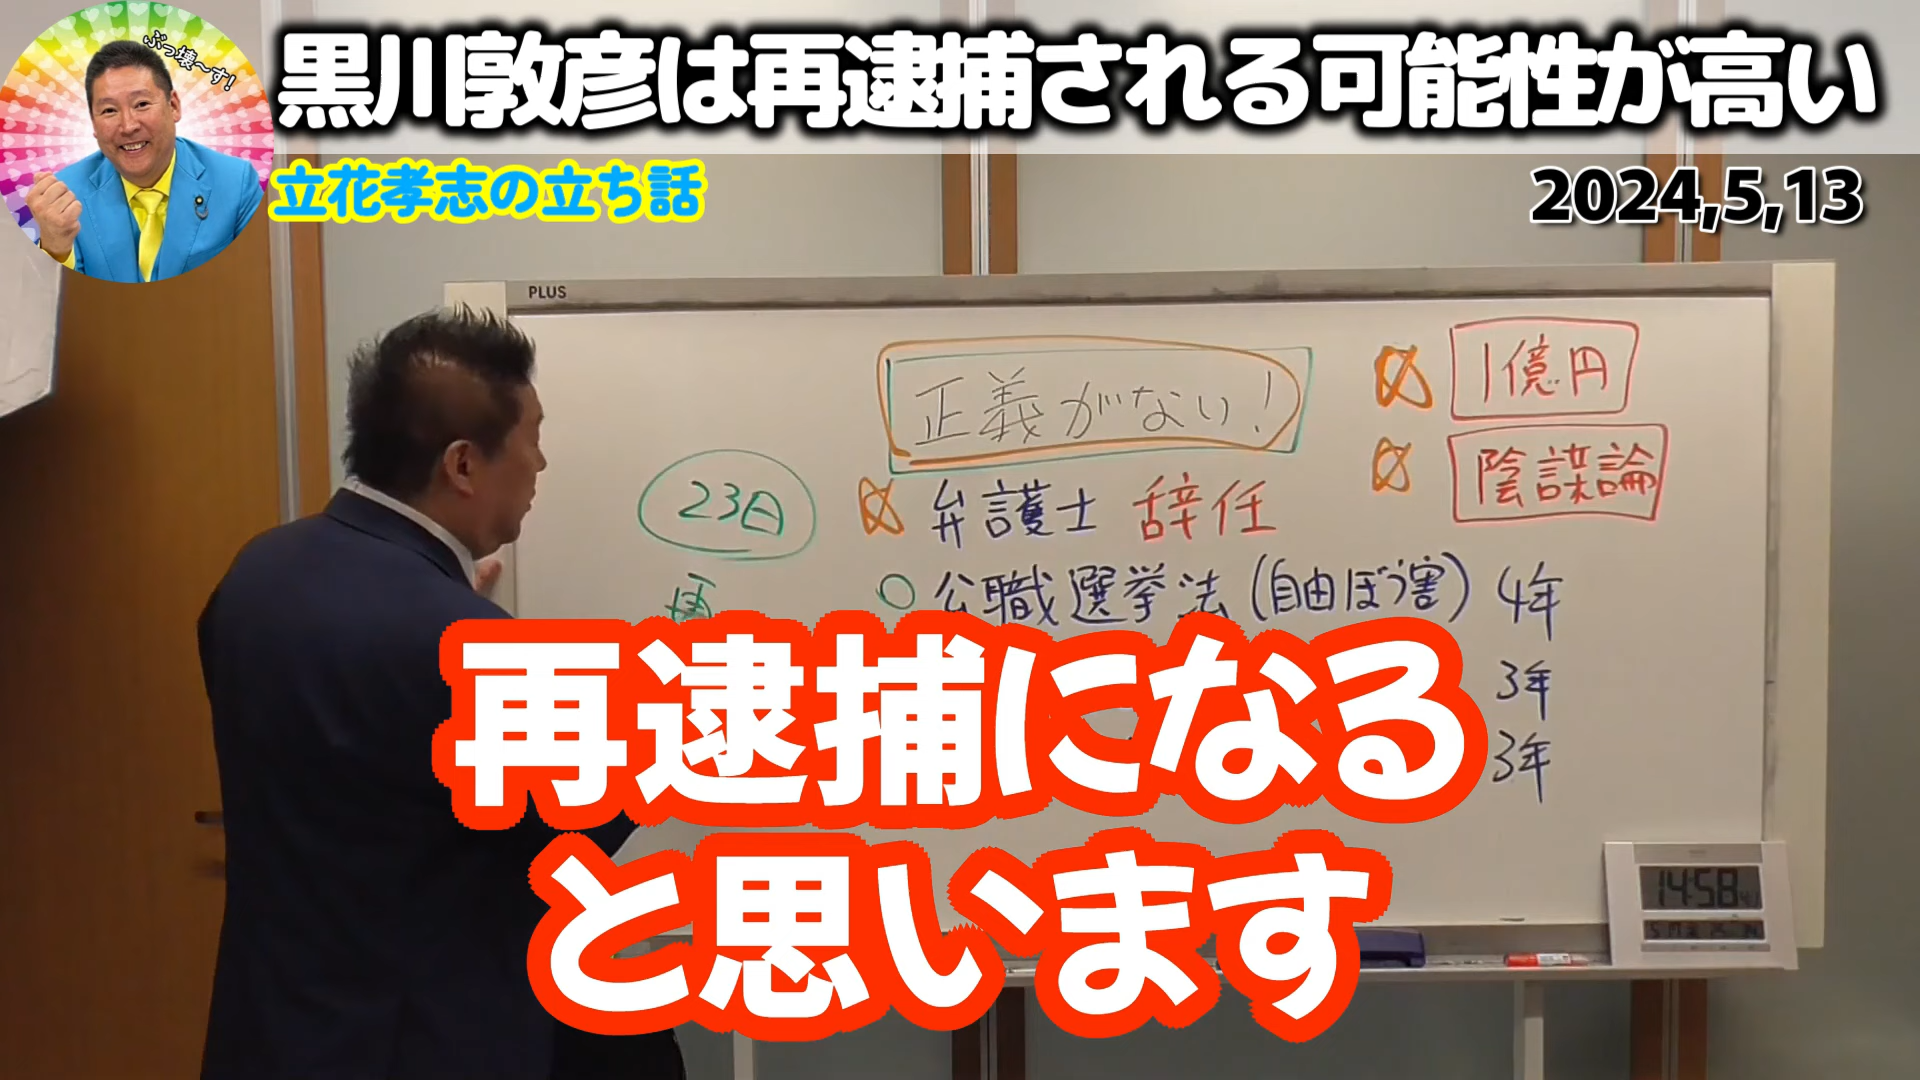 ぶっ壊〜す!
黒川敦彦は再逮捕される可能性が高い
立花孝志の立ち話
2024,5,13
PLUS
正義がない!
1億円
陰謀論
23日
弁護士 辞任
再
公職選挙法(自由ぼう害) 4年
3年
3年
再逮捕になる
と思います
14:58